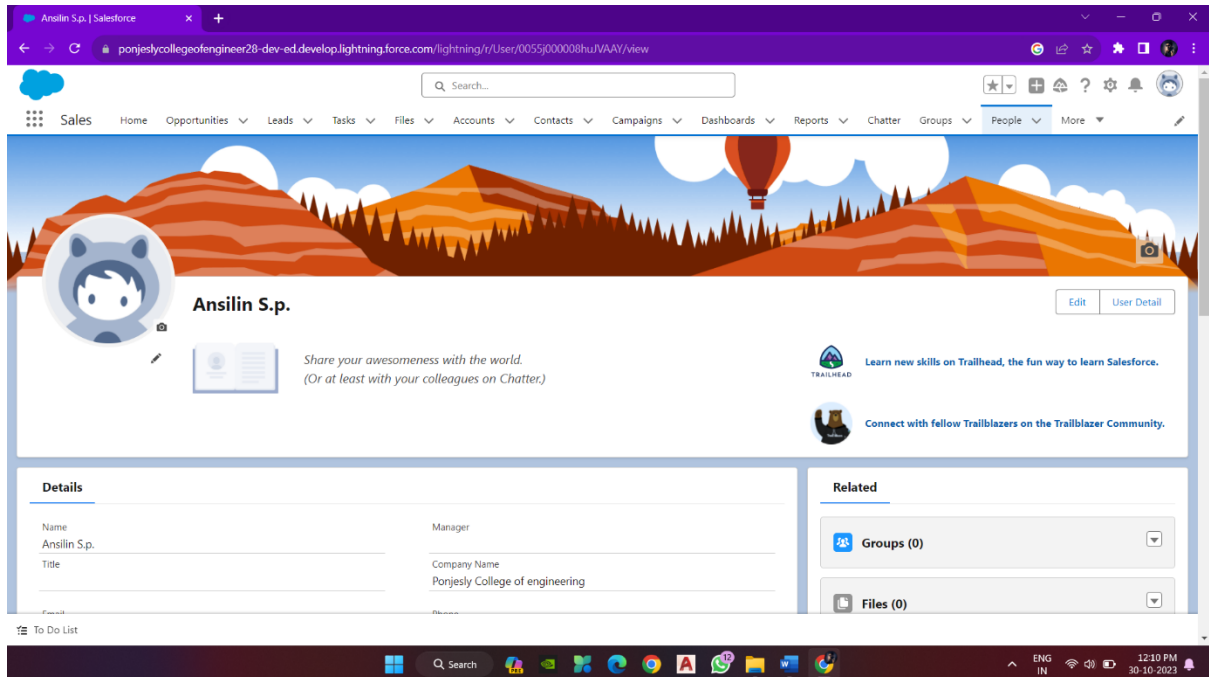 Ansilin S.p. | Salesforce
ponjeslycollegeofengineer28-dev-ed.develop.lightning.force.com/lightning/r/User/0055j000008huJVAAY/view
Search...
Sales Home Opportunities Leads Tasks Files Accounts Contacts Campaigns Dashboards Reports Chatter Groups People More
Ansilin S.p.
Edit User Detail
Share your awesomeness with the world.
(Or at least with your colleagues on Chatter.)
TRAILHEAD
Learn new skills on Trailhead, the fun way to learn Salesforce.
Connect with fellow Trailblazers on the Trailblazer Community.
Details
Name
Ansilin S.p.
Manager
Title
Company Name
Ponjesly College of engineering
Email
Phone
Related
Groups (0)
Files (0)
To Do List
Search
PRE
12
ENG
IN
12:10 PM
30-10-2023